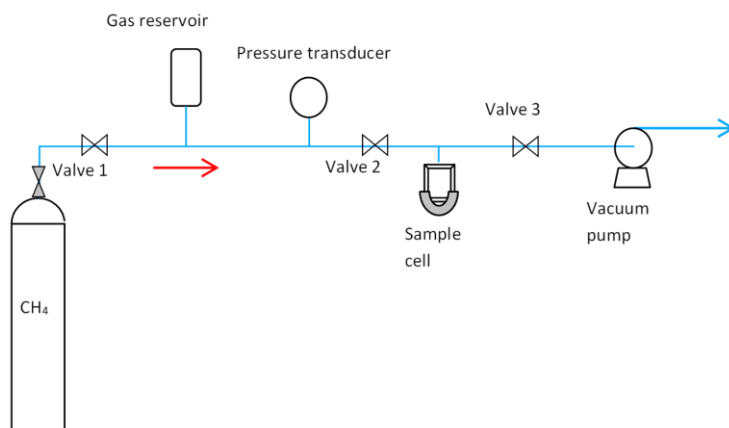 Gas reservoir
Pressure transducer
Valve 3
Valve 1
Valve 2
Sample
cell
Vacuum
pump
CH₄